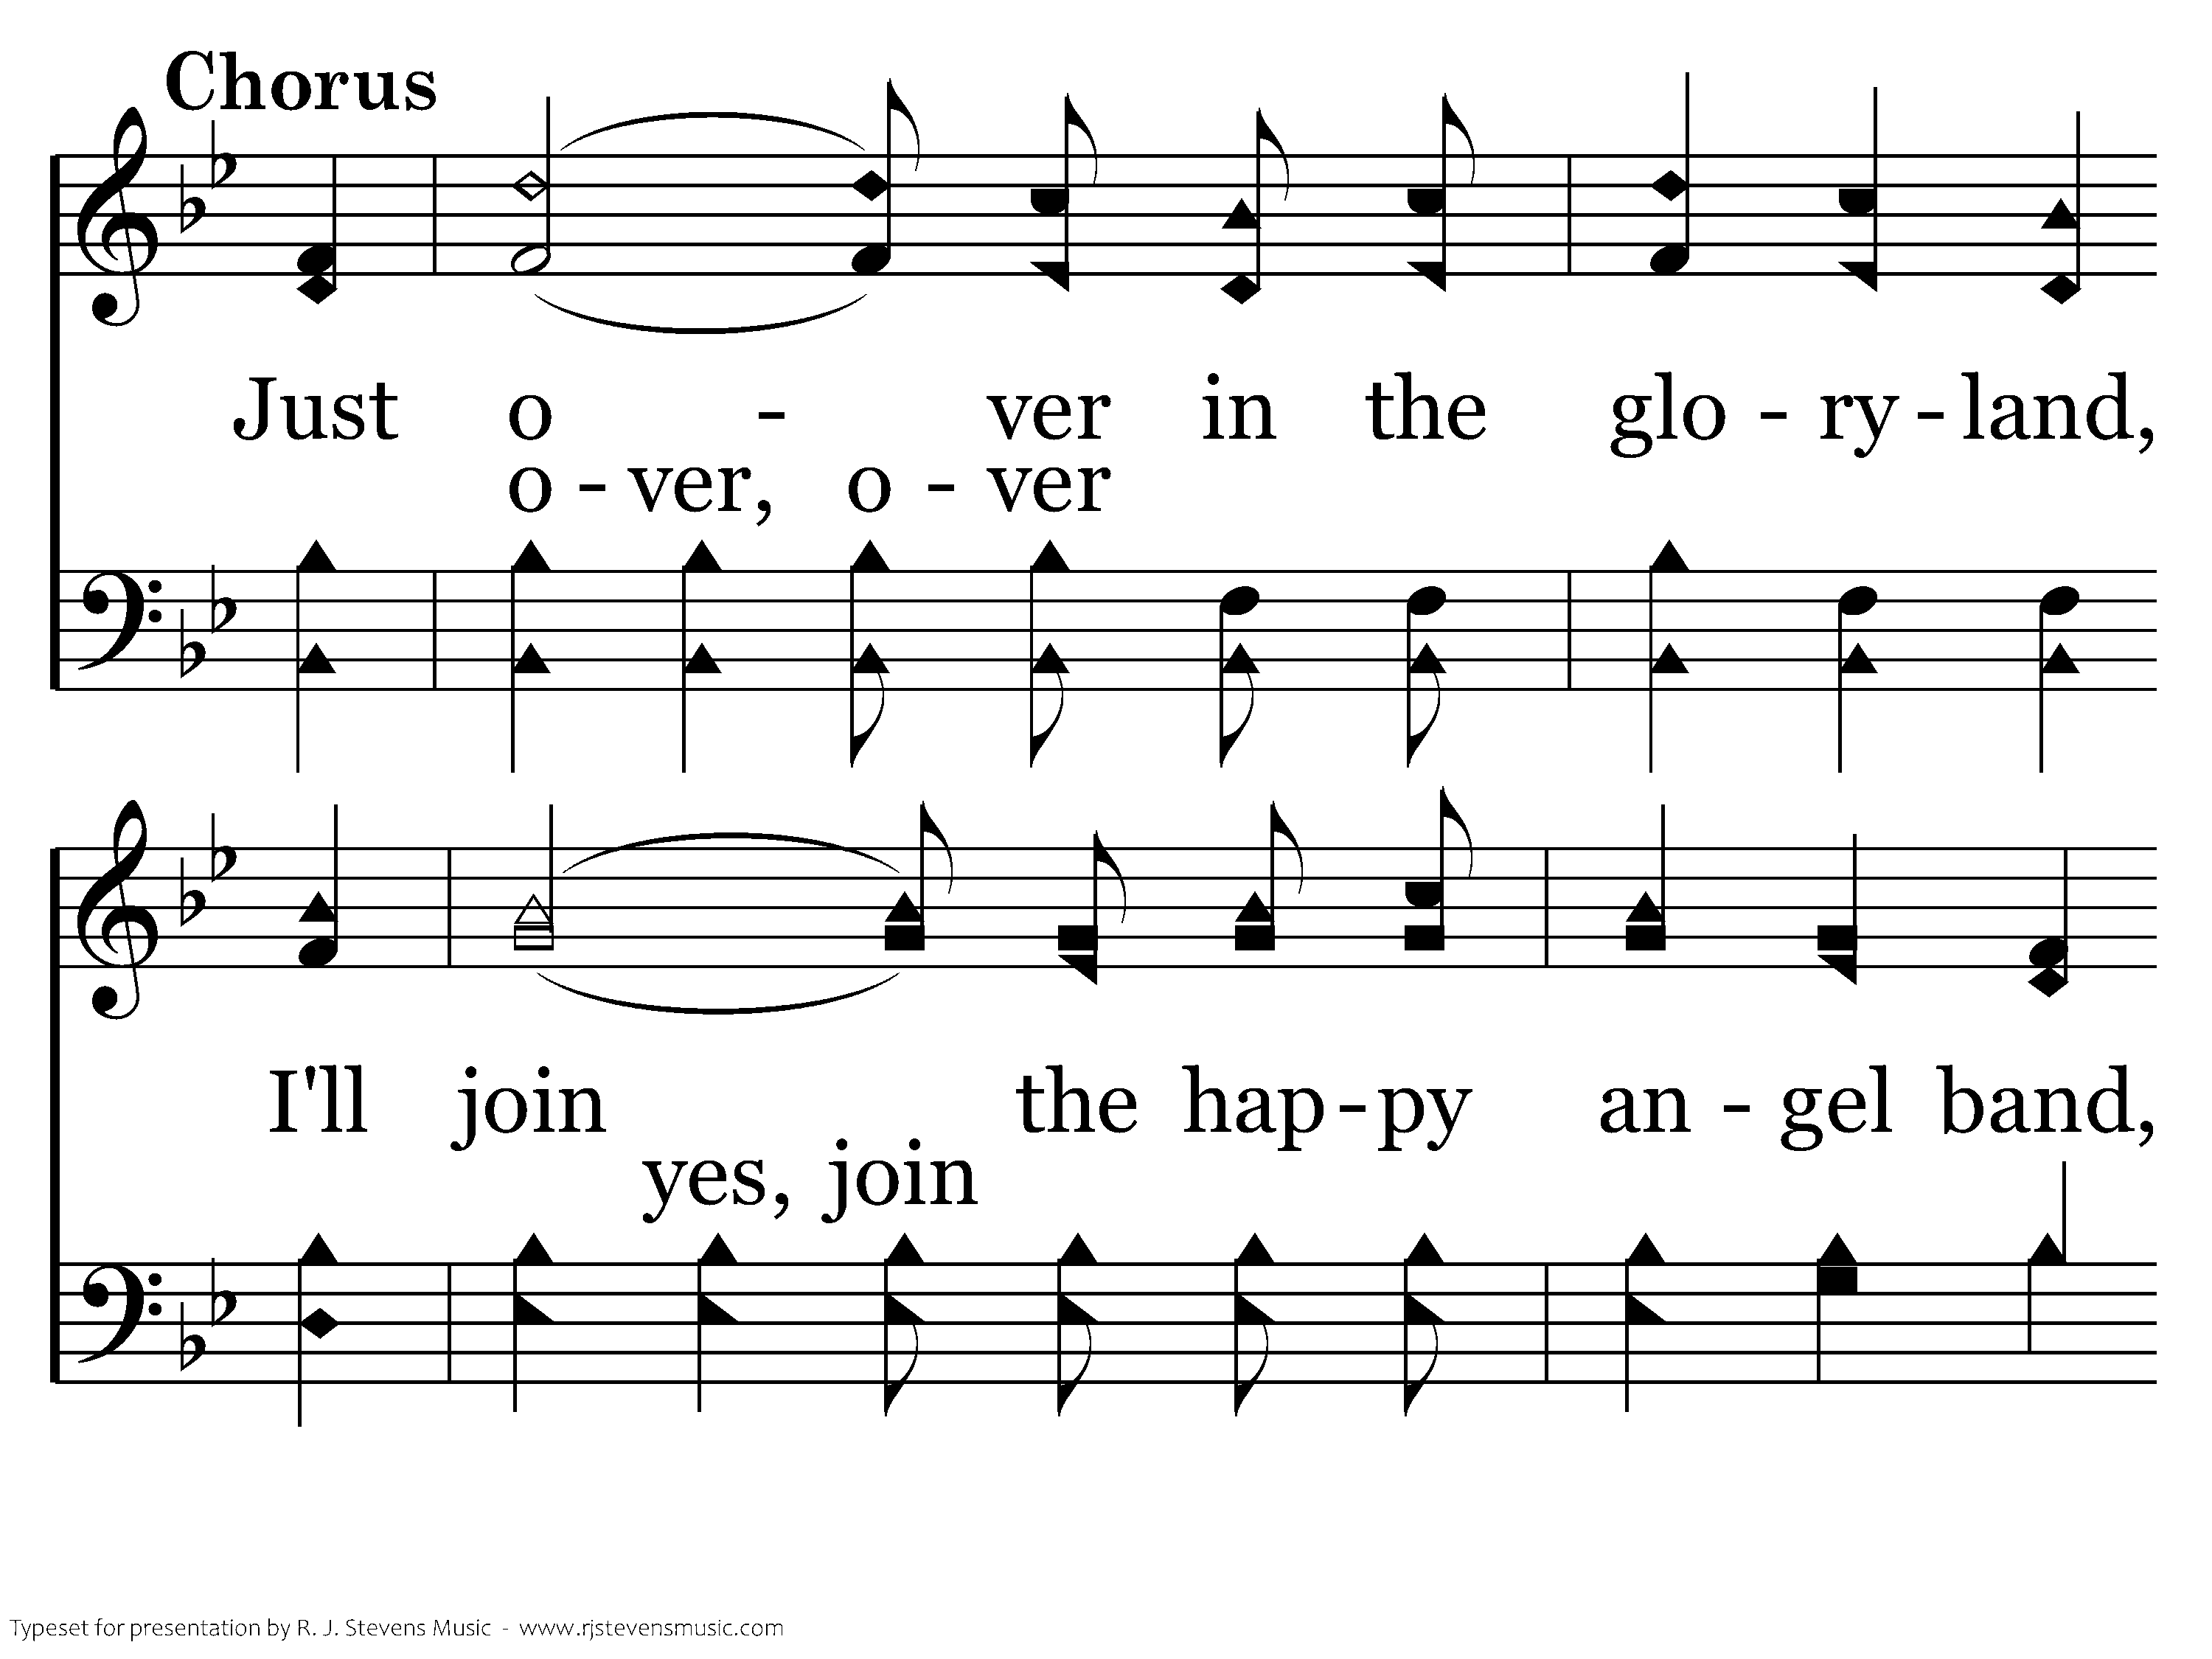 Chorus
Just o - ver in the glo - ry - land,
o - ver, o - ver
I'll join the hap - py an - gel band,
yes, join
Typeset for presentation by R. J. Stevens Music - www.rjstevensmusic.com